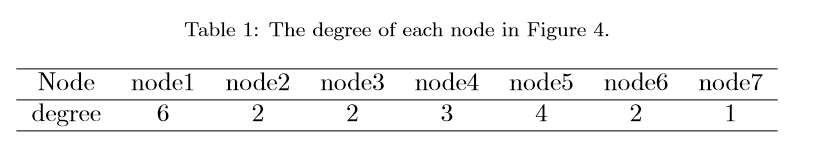 Table 1: The degree of each node in Figure 4.
Node node1 node2 node3 node4 node5 node6 node7
degree 6 2 2 3 4 2 1